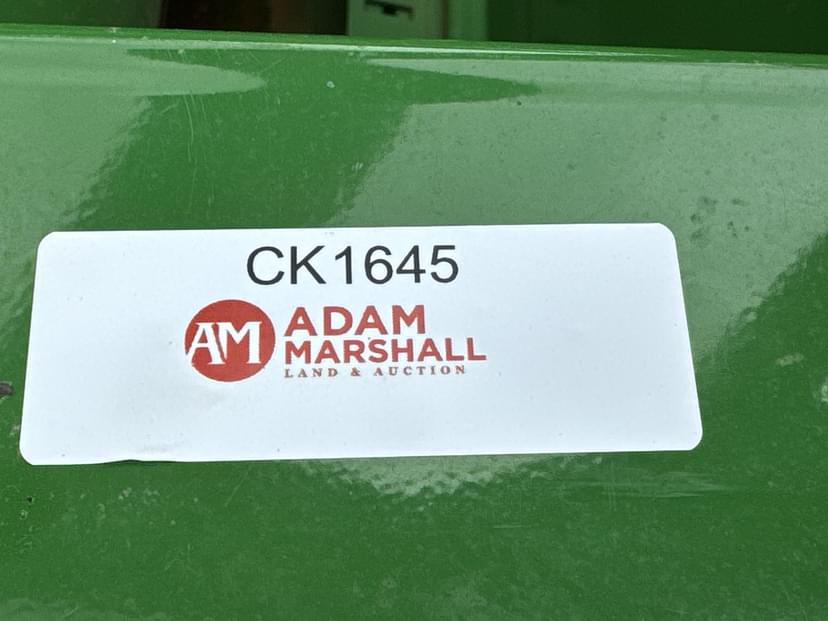 CK1645
AM
ADAM
MARSHALL
LAND & AUCTION